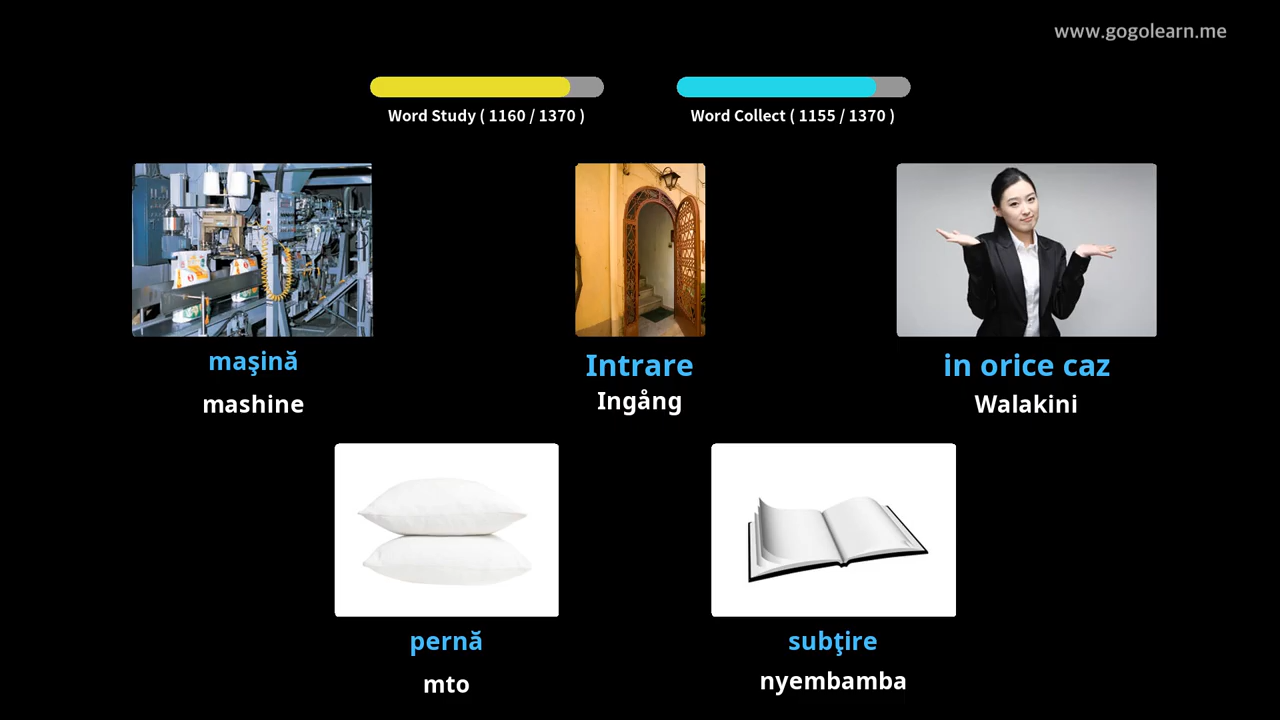 www.gogolearn.me
Word Study ( 1160 / 1370 )
Word Collect ( 1155 / 1370 )
maşină
mashine
Intrare
Ingång
in orice caz
Walakini
pernă
mto
subţire
nyembamba